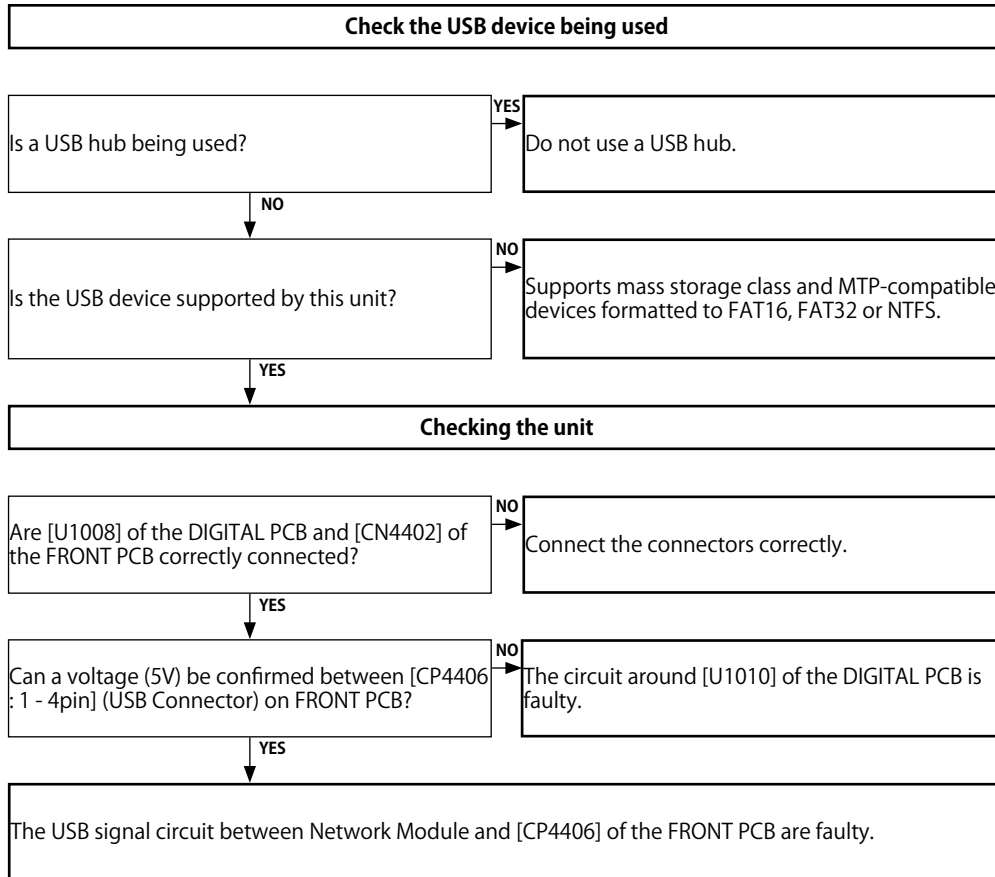 Check the USB device being used
YES
Is a USB hub being used?
Do not use a USB hub.
NO
NO
Is the USB device supported by this unit?
Supports mass storage class and MTP-compatible
devices formatted to FAT16, FAT32 or NTFS.
YES
Checking the unit
NO
Are [U1008] of the DIGITAL PCB and [CN4402] of
the FRONT PCB correctly connected?
Connect the connectors correctly.
YES
NO
Can a voltage (5V) be confirmed between [CP4406
: 1 - 4pin] (USB Connector) on FRONT PCB?
The circuit around [U1010] of the DIGITAL PCB is
faulty.
YES
The USB signal circuit between Network Module and [CP4406] of the FRONT PCB are faulty.